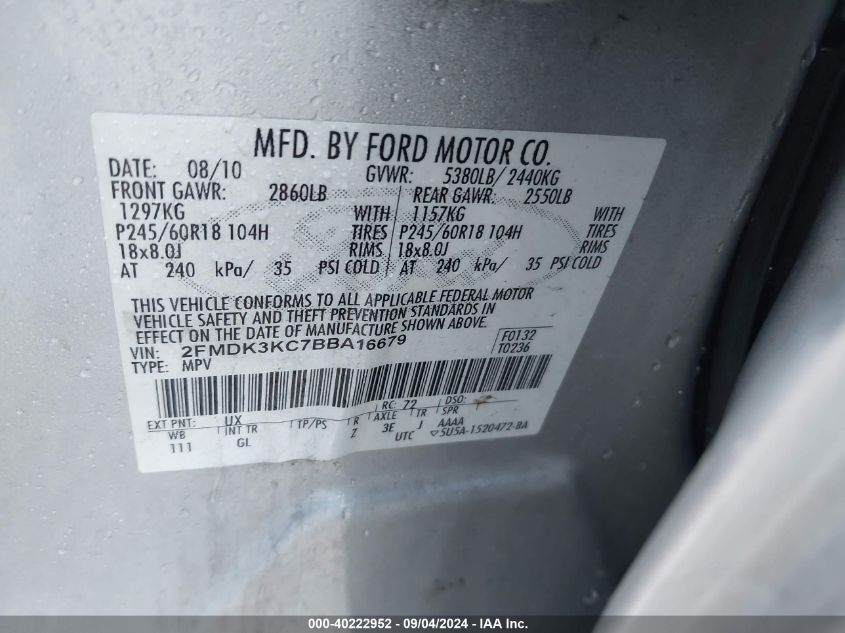 MFD. BY FORD MOTOR CO.
DATE: 08/10 GVWR: 5380LB/2440KG
FRONT GAWR: 2860LB REAR GAWR: 2550LB
1297KG WITH 1157KG WITH
P245/60R18 104H TIRES P245/60R18 104H TIRES
18x8.0J RIMS 18x8.0J RIMS
AT 240 kPa/ 35 PSI COLD AT 240 kPa/ 35 PSI COLD
THIS VEHICLE CONFORMS TO ALL APPLICABLE FEDERAL MOTOR
VEHICLE SAFETY AND THEFT PREVENTION STANDARDS IN
EFFECT ON THE DATE OF MANUFACTURE SHOWN ABOVE.
VIN: 2FMDK3KC7BBA16679 F0132
TYPE: MPV T0236
EXT PNT: UX RC: 72 DSO:
WB INT TR TP/PS R AXLE TR SPR
111 GL Z 3E J AAAA
UTC ▽5U5A-1520472-BA
000-40222952 - 09/04/2024 - IAA Inc.